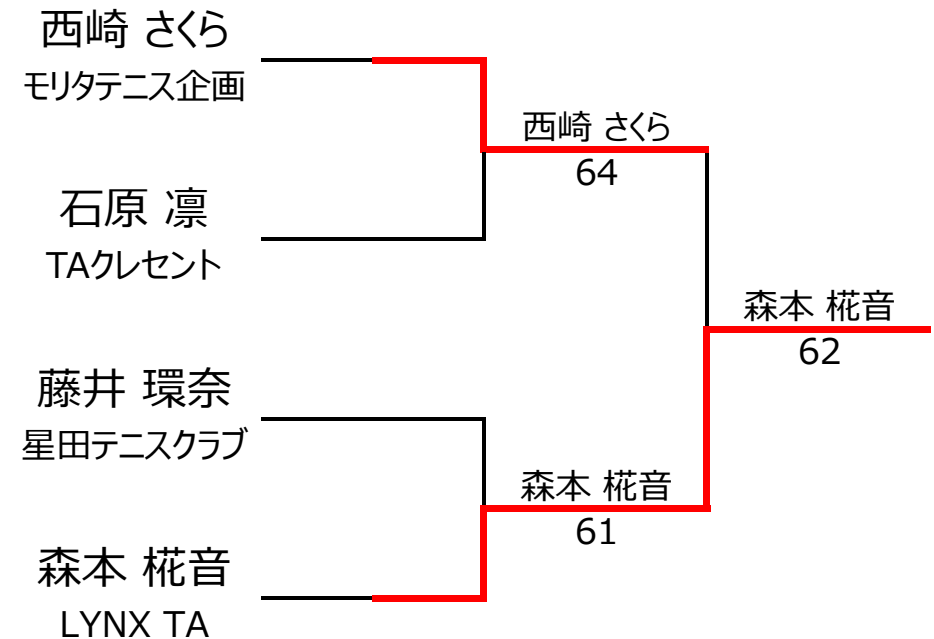 西崎 さくら
モリタテニス企画
西崎 さくら
64
石原 凛
TAクレセント
森本 椛音
62
藤井 環奈
星田テニスクラブ
森本 椛音
61
森本 椛音
LYNX TA